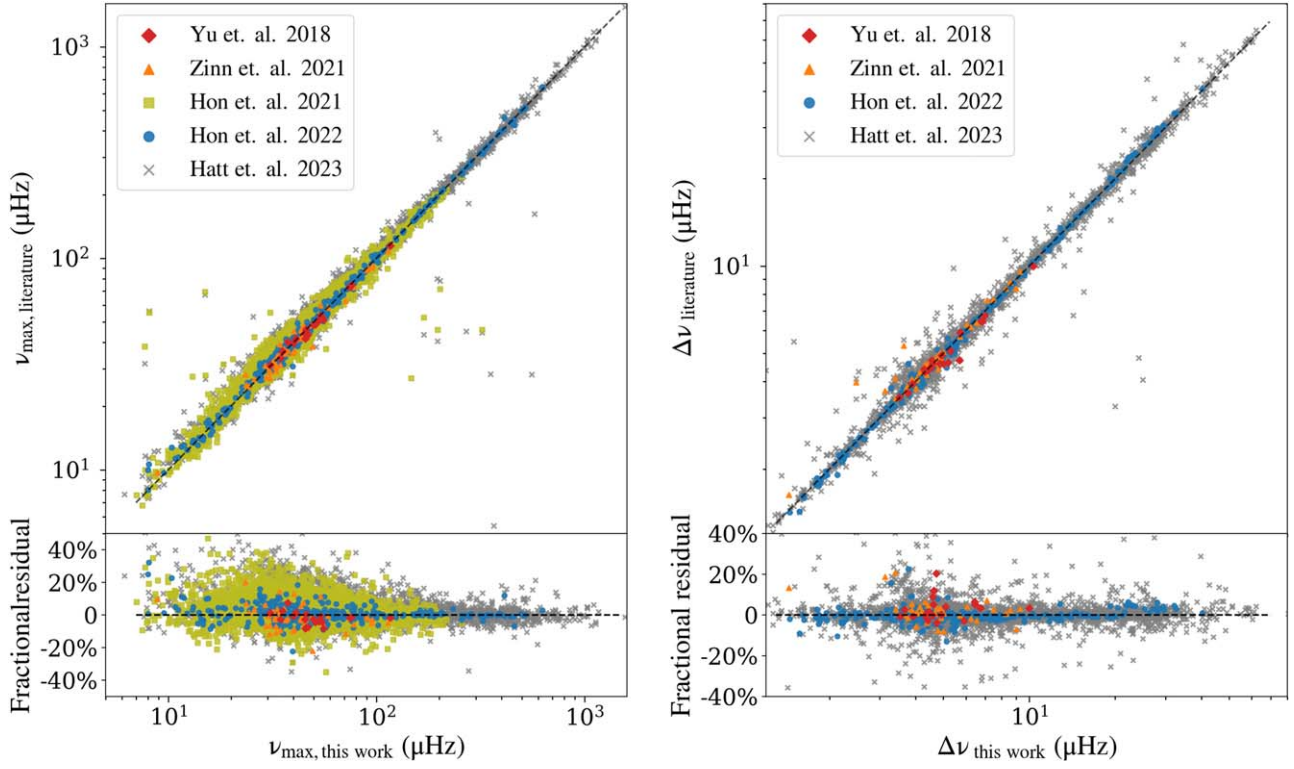 Yu et. al. 2018
Zinn et. al. 2021
Hon et. al. 2021
Hon et. al. 2022
Hatt et. al. 2023
10³
10²
10¹
ν_max, literature (μHz)
40%
20%
0
-20%
-40%
Fractionalresidual
10¹ 10² 10³
ν_max, this work (μHz)
Yu et. al. 2018
Zinn et. al. 2021
Hon et. al. 2022
Hatt et. al. 2023
10¹
Δν literature (μHz)
40%
20%
0
-20%
-40%
Fractional residual
10¹
Δν this work (μHz)